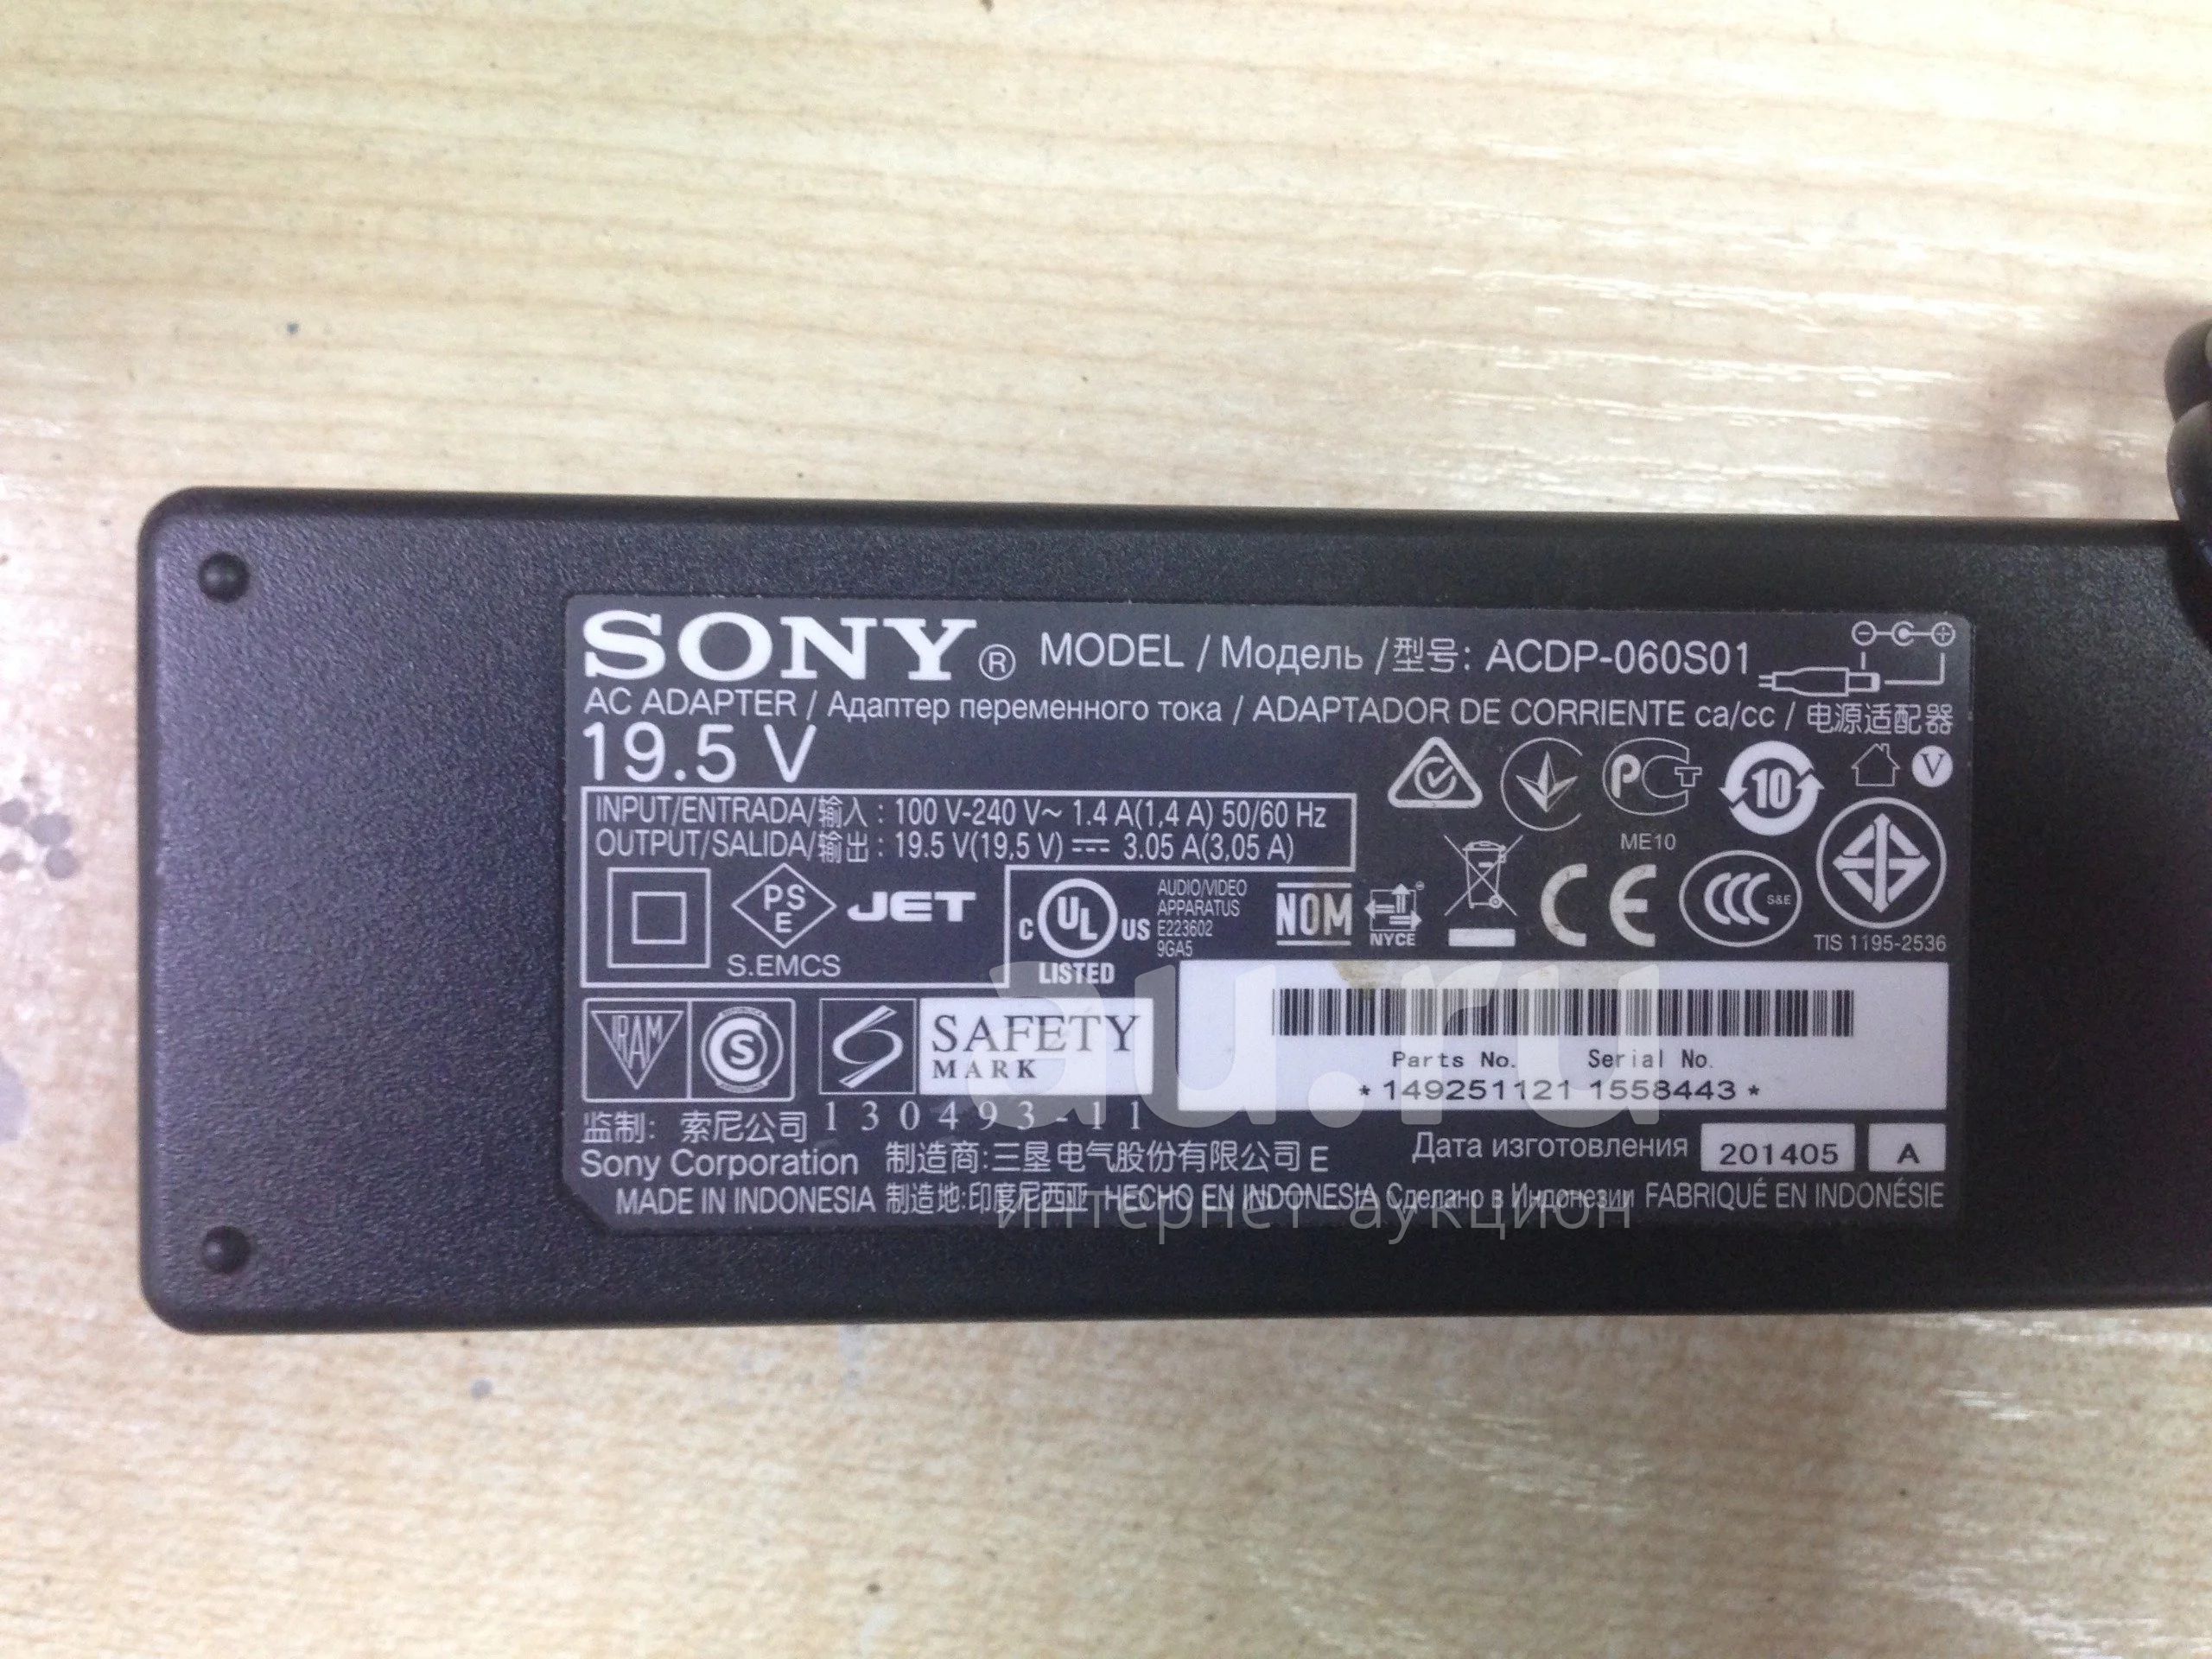 SONY® MODEL / Модель /型号: ACDP-060S01
AC ADAPTER / Адаптер переменного тока / ADAPTADOR DE CORRIENTE ca/cc / 电源适配器
19.5 V
INPUT/ENTRADA/输入 : 100 V-240 V~ 1.4 A(1,4 A) 50/60 Hz
OUTPUT/SALIDA/输出 : 19.5 V(19,5 V) ⎓ 3.05 A(3,05 A)
PCT
ME10
10
V
PS
E
JET
S.EMCS
C UL US
LISTED
AUDIO/VIDEO
APPARATUS
E223602
9GA5
NOM
NYCE
CE
CCC S&E
TIS 1195-2536
IRAM
S
SAFETY
MARK
130493-11
Parts No. Serial No.
*149251121 1558443*
监制: 索尼公司
Sony Corporation 制造商:三垦电气股份有限公司 E
Дата изготовления 201405 A
MADE IN INDONESIA 制造地:印度尼西亚 HECHO EN INDONESIA Сделано в Индонезии FABRIQUÉ EN INDONÉSIE
au.ru
интернет-аукцион